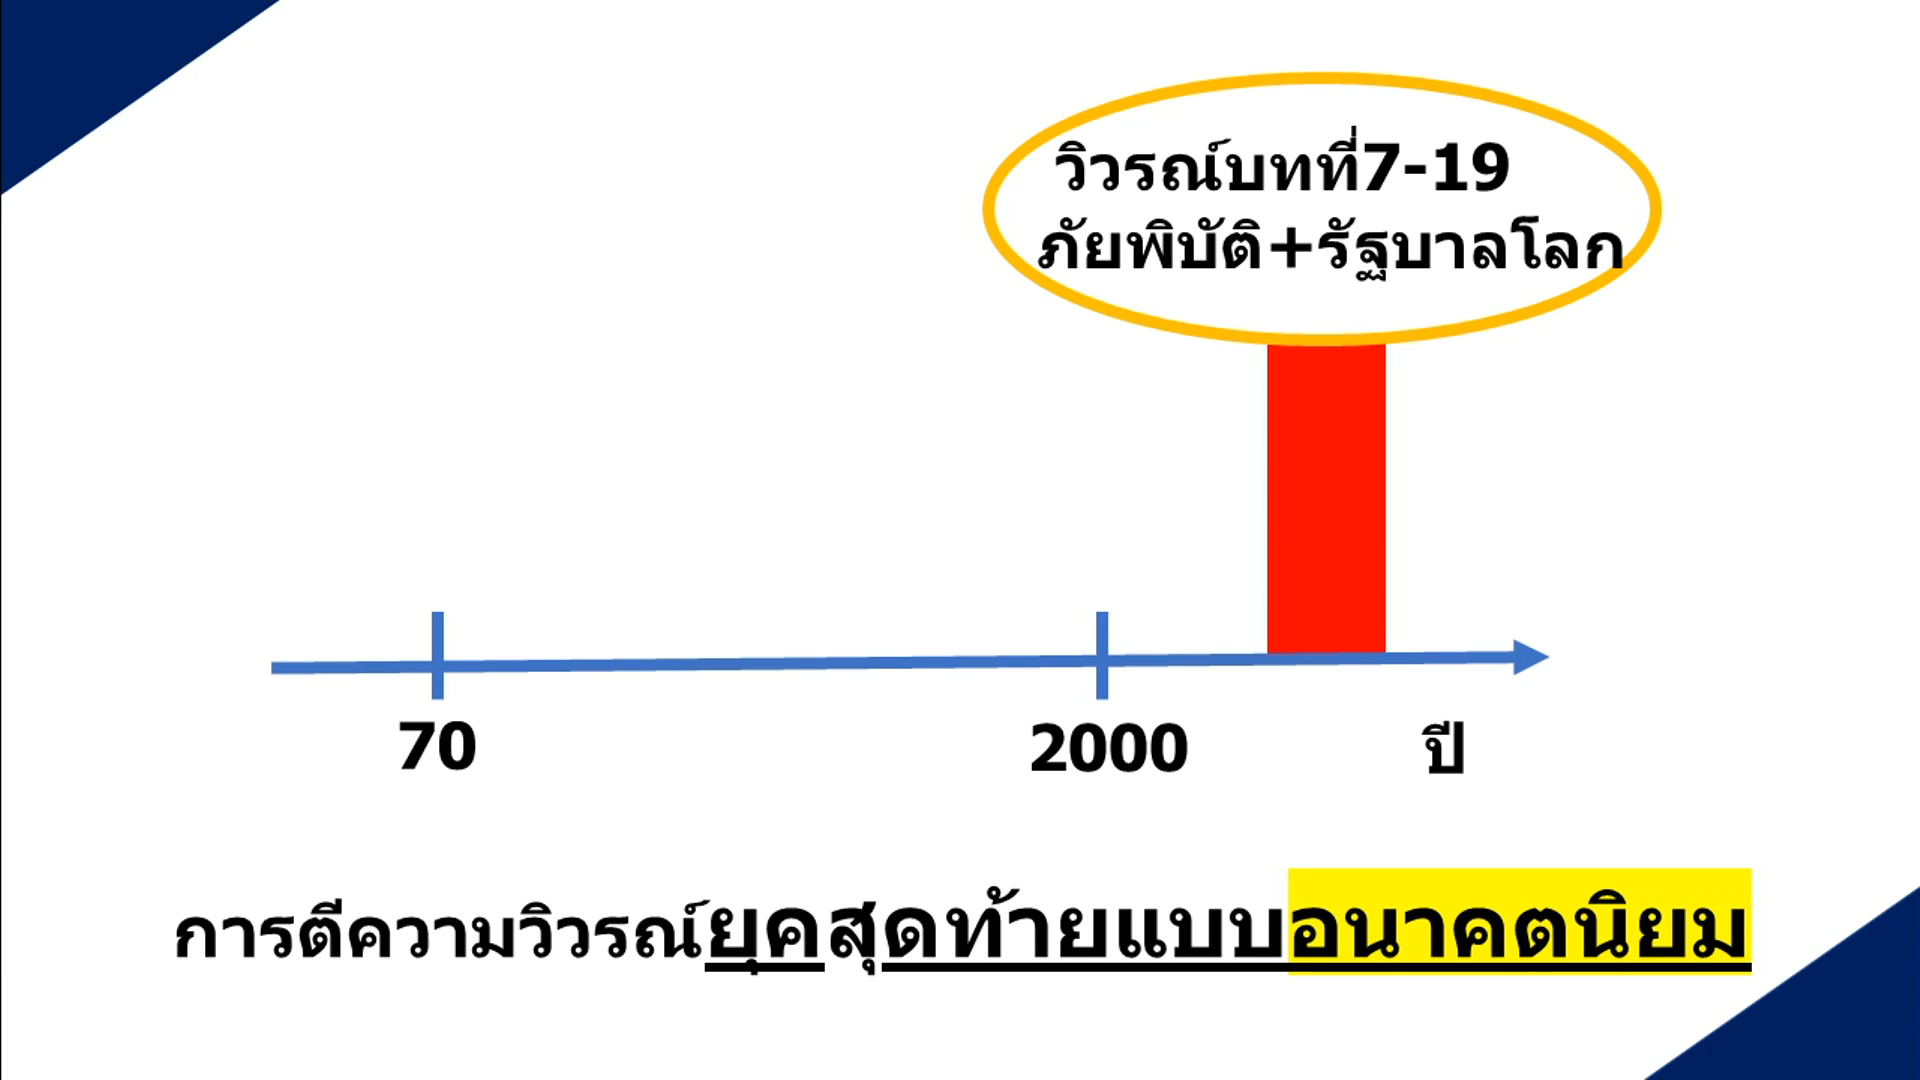 วิวรณ์บทที่7-19
ภัยพิบัติ+รัฐบาลโลก
70
2000
ปี
การตีความวิวรณ์ยุคสุดท้ายแบบอนาคตนิยม